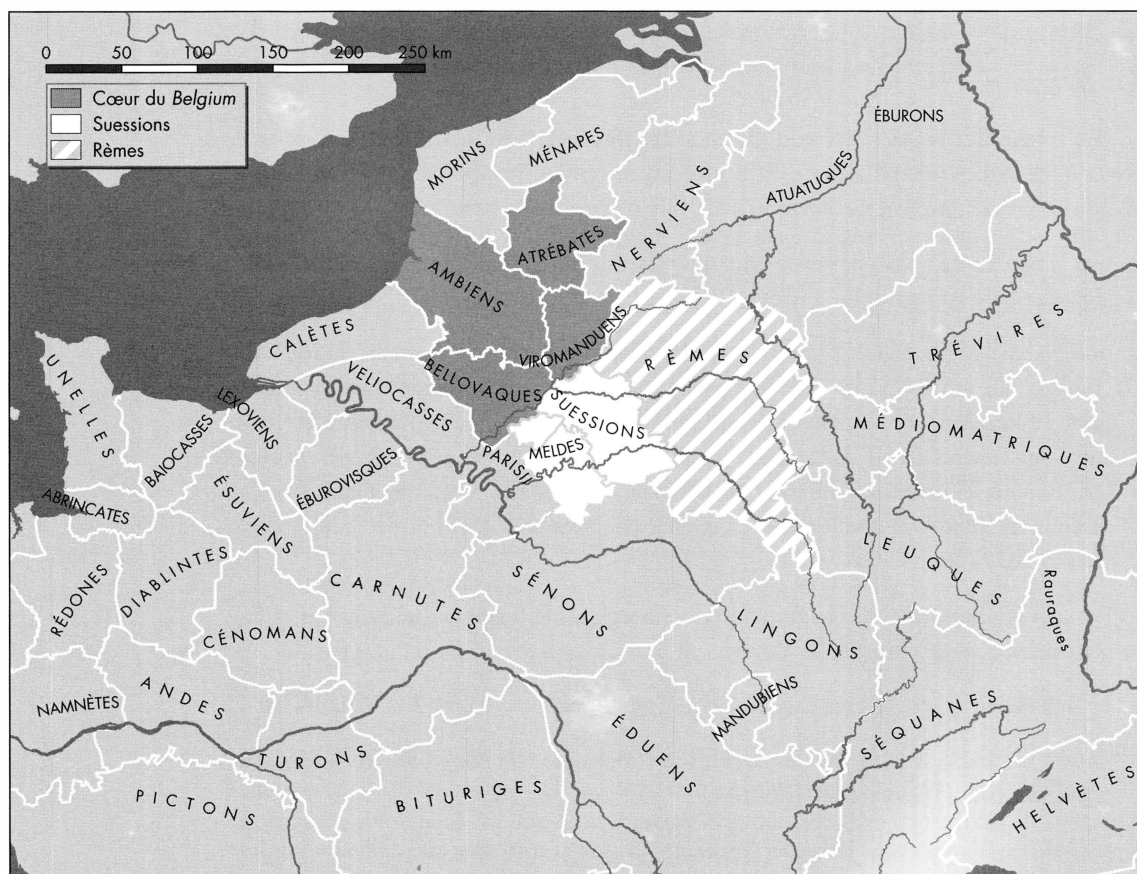 0 50 100 150 200 250 km
Cœur du Belgium
Suessions
Rèmes
ÉBURONS
MORINS
MÉNAPES
ATUATUQUES
NERVIENS
ATRÉBATES
AMBIENS
VIROMANDUENS
CALÈTES
RÈMES
TRÉVIRES
UNELLES
LEXOVIENS
VELIOCASSES
BELLOVAQUES
SUESSIONS
BAIOCASSES
MELDES
PARISII
MÉDIOMATRIQUES
ÉBUROVISQUES
ÉSUVIENS
ABRINCATES
LEUQUES
RÉDONES
DIABLINTES
CARNUTES
SÉNONS
Rauraques
CÉNOMANS
LINGONS
NAMNÈTES
ANDES
MANDUBIENS
ÉDUENS
SÉQUANES
TURONS
PICTONS
BITURIGES
HELVÈTES